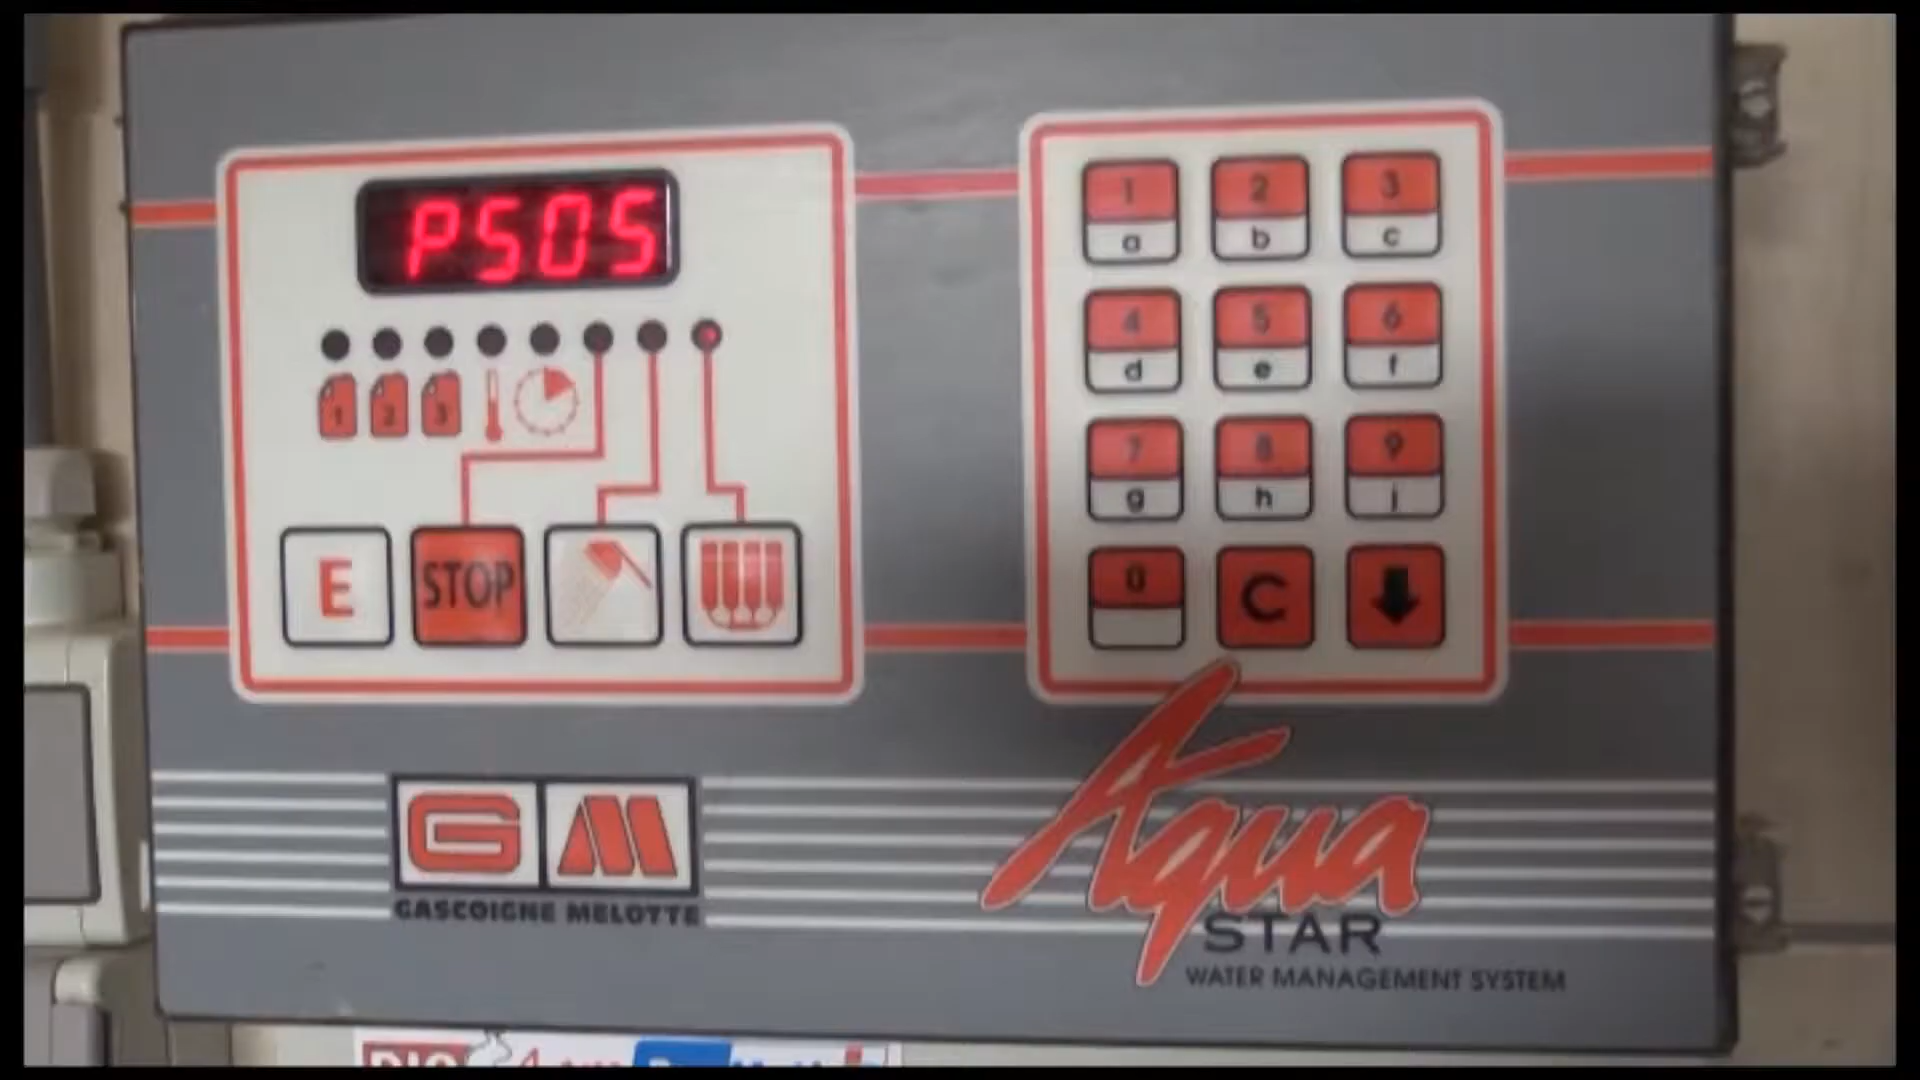 PSOS
1 2 3
E STOP
1 2 3
a b c
4 5 6
d e f
7 8 9
g h j
0 C
GM
GASCOIGNE MELOTTE
Aqua
STAR
WATER MANAGEMENT SYSTEM